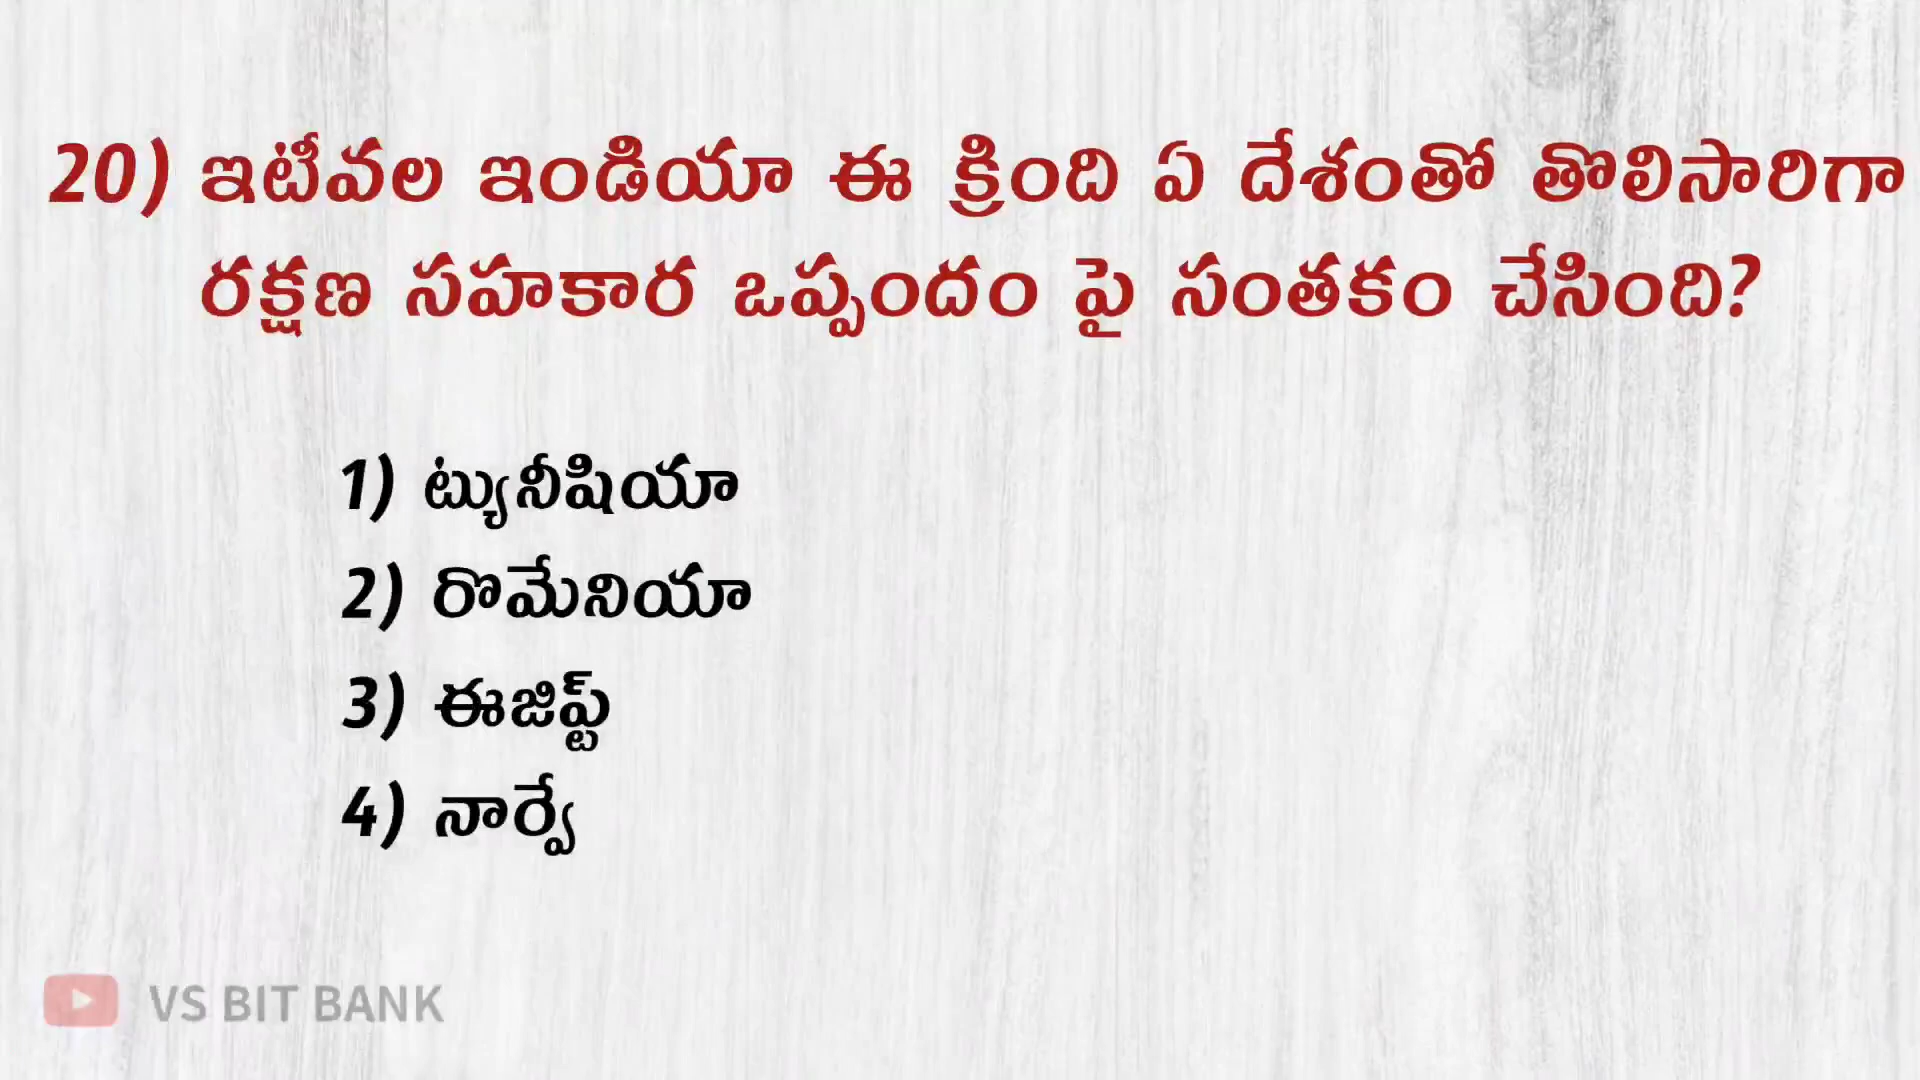 20) ఇటీవల ఇండియా ఈ క్రింది ఏ దేశంతో తొలిసారిగా
రక్షణ సహకార ఒప్పందం పై సంతకం చేసింది?
1) ట్యునీషియా
2) రొమేనియా
3) ఈజిప్ట్
4) నార్వే
VS BIT BANK